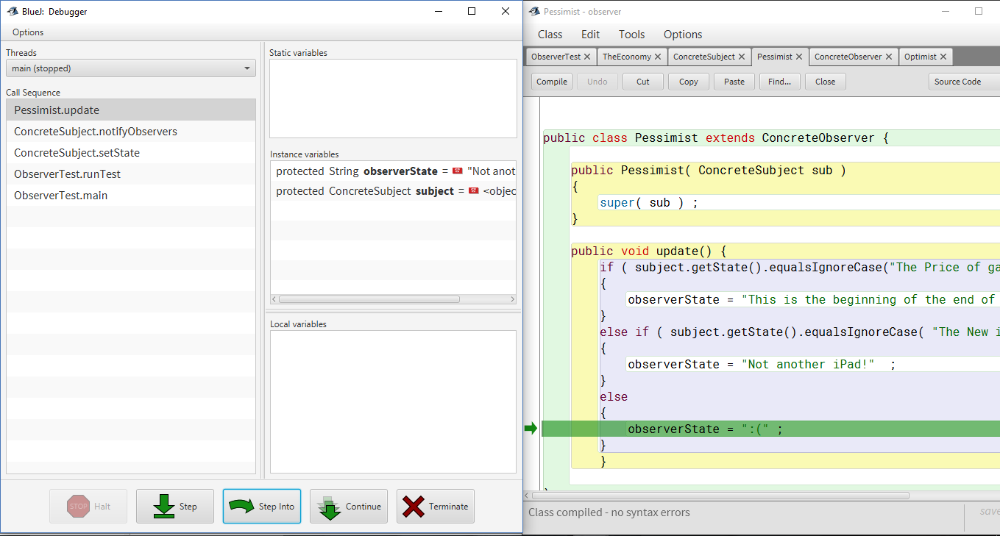 BlueJ: Debugger
Options
Threads
main (stopped)
Call Sequence
Pessimist.update
ConcreteSubject.notifyObservers
ConcreteSubject.setState
ObserverTest.runTest
ObserverTest.main
Static variables
Instance variables
protected String observerState = "Not anot
protected ConcreteSubject subject = <objec
Local variables
STOP Halt
Step
Step Into
Continue
Terminate
Pessimist - observer
Class Edit Tools Options
ObserverTest TheEconomy ConcreteSubject Pessimist ConcreteObserver Optimist
Compile Undo Cut Copy Paste Find... Close Source Code
public class Pessimist extends ConcreteObserver {
public Pessimist( ConcreteSubject sub )
{
super( sub ) ;
}
public void update() {
if ( subject.getState().equalsIgnoreCase("The Price of ga
{
observerState = "This is the beginning of the end of
}
else if ( subject.getState().equalsIgnoreCase( "The New i
{
observerState = "Not another iPad!" ;
}
else
{
observerState = ":(" ;
}
}
Class compiled - no syntax errors
save